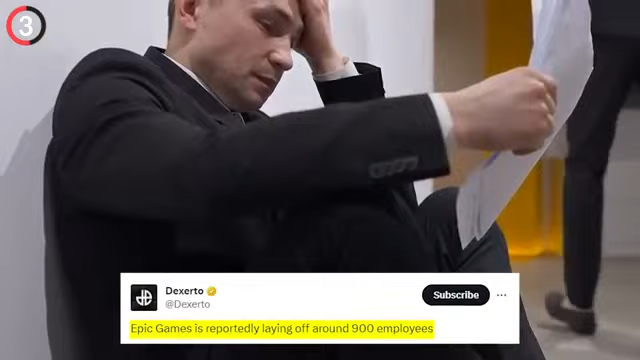 3
Dexerto
@Dexerto
Subscribe
Epic Games is reportedly laying off around 900 employees